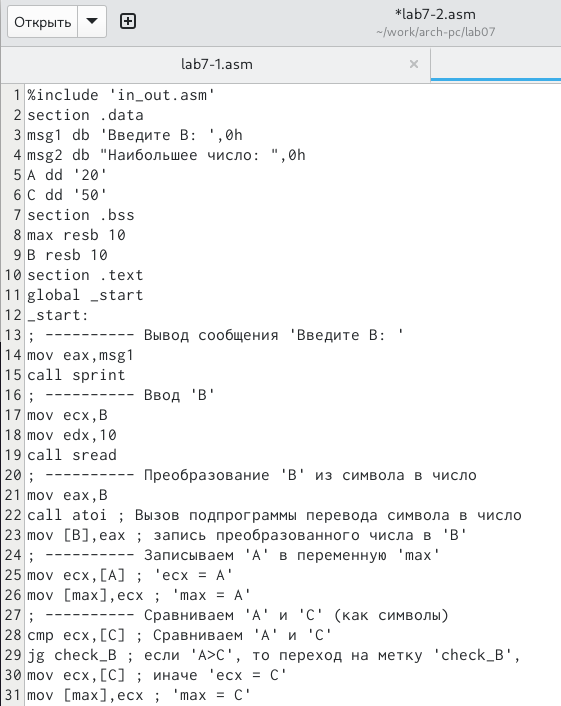 Открыть
*lab7-2.asm
~/work/arch-pc/lab07
lab7-1.asm
1 %include 'in_out.asm'
2 section .data
3 msg1 db 'Введите B: ',0h
4 msg2 db "Наибольшее число: ",0h
5 A dd '20'
6 C dd '50'
7 section .bss
8 max resb 10
9 B resb 10
10 section .text
11 global _start
12 _start:
13 ; ---------- Вывод сообщения 'Введите B: '
14 mov eax,msg1
15 call sprint
16 ; ---------- Ввод 'B'
17 mov ecx,B
18 mov edx,10
19 call sread
20 ; ---------- Преобразование 'B' из символа в число
21 mov eax,B
22 call atoi ; Вызов подпрограммы перевода символа в число
23 mov [B],eax ; запись преобразованного числа в 'B'
24 ; ---------- Записываем 'A' в переменную 'max'
25 mov ecx,[A] ; 'ecx = A'
26 mov [max],ecx ; 'max = A'
27 ; ---------- Сравниваем 'A' и 'С' (как символы)
28 cmp ecx,[C] ; Сравниваем 'A' и 'С'
29 jg check_B ; если 'A>C', то переход на метку 'check_B',
30 mov ecx,[C] ; иначе 'ecx = C'
31 mov [max],ecx ; 'max = C'